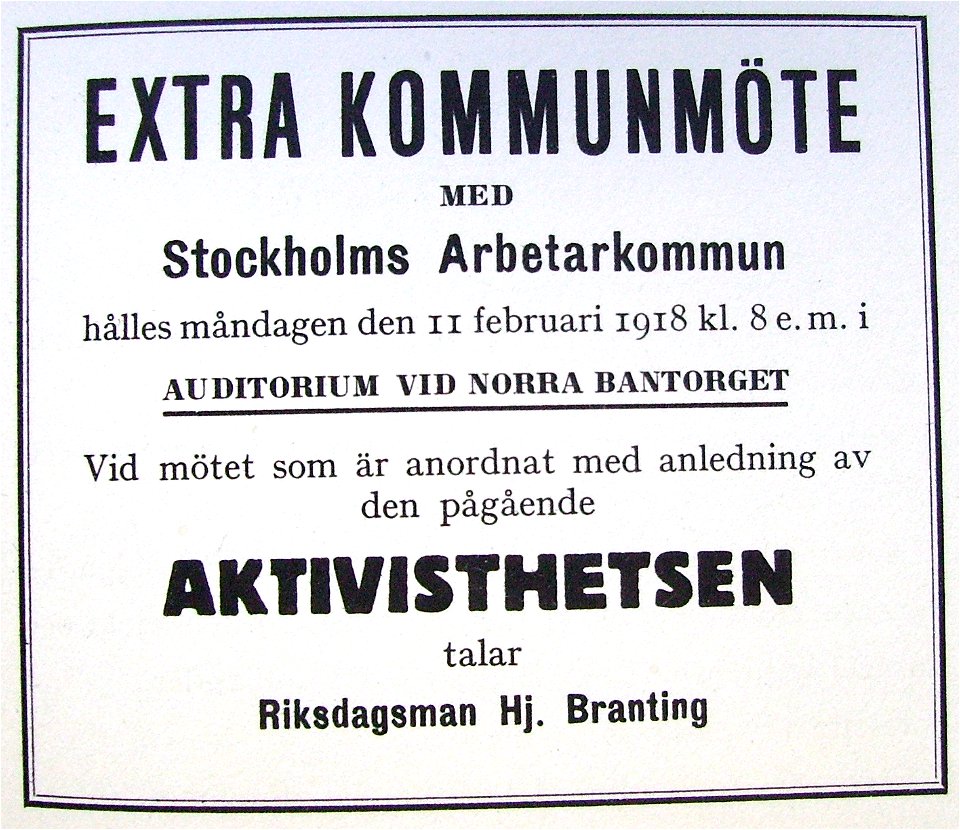 EXTRA KOMMUNMÖTE
MED
Stockholms Arbetarkommun
hålles måndagen den 11 februari 1918 kl. 8 e. m. i
AUDITORIUM VID NORRA BANTORGET
Vid mötet som är anordnat med anledning av
den pågående
AKTIVISTHETSEN
talar
Riksdagsman Hj. Branting